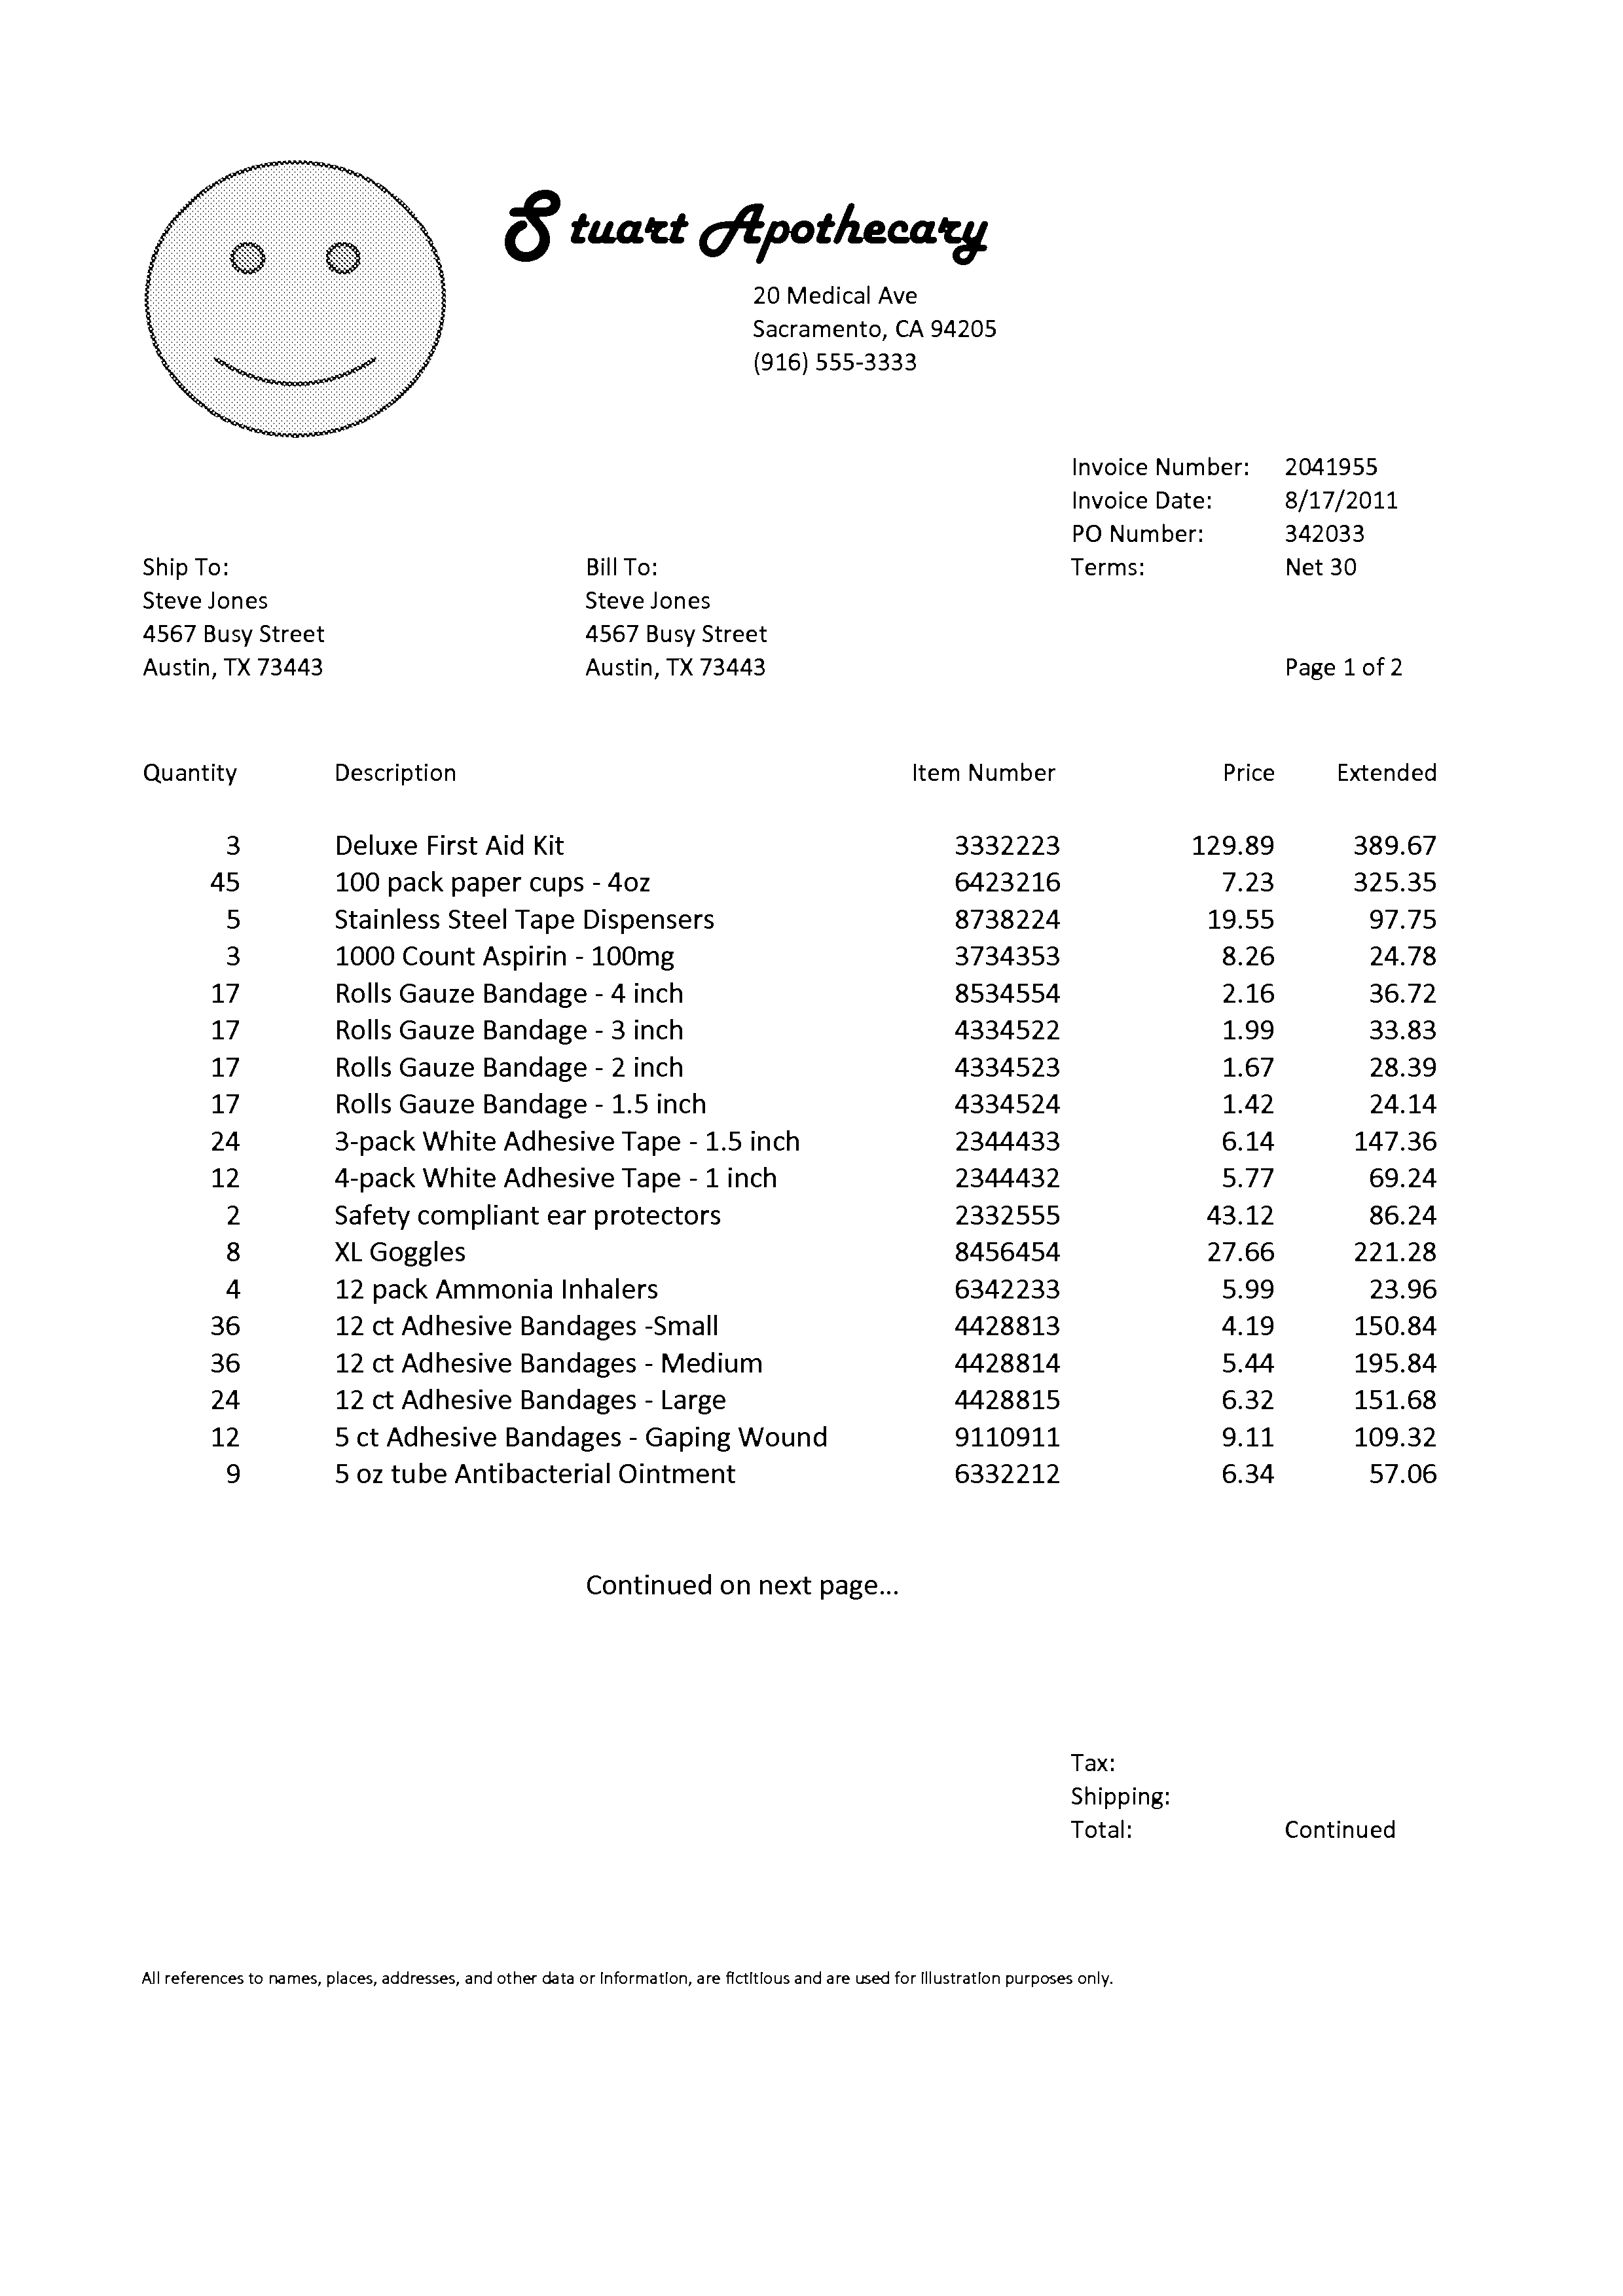 Stuart Apothecary
20 Medical Ave
Sacramento, CA 94205
(916) 555-3333
Invoice Number: 2041955
Invoice Date: 8/17/2011
PO Number: 342033
Ship To: Bill To: Terms: Net 30
Steve Jones Steve Jones
4567 Busy Street 4567 Busy Street
Austin, TX 73443 Austin, TX 73443 Page 1 of 2
Quantity Description Item Number Price Extended
3 Deluxe First Aid Kit 3332223 129.89 389.67
45 100 pack paper cups - 4oz 6423216 7.23 325.35
5 Stainless Steel Tape Dispensers 8738224 19.55 97.75
3 1000 Count Aspirin - 100mg 3734353 8.26 24.78
17 Rolls Gauze Bandage - 4 inch 8534554 2.16 36.72
17 Rolls Gauze Bandage - 3 inch 4334522 1.99 33.83
17 Rolls Gauze Bandage - 2 inch 4334523 1.67 28.39
17 Rolls Gauze Bandage - 1.5 inch 4334524 1.42 24.14
24 3-pack White Adhesive Tape - 1.5 inch 2344433 6.14 147.36
12 4-pack White Adhesive Tape - 1 inch 2344432 5.77 69.24
2 Safety compliant ear protectors 2332555 43.12 86.24
8 XL Goggles 8456454 27.66 221.28
4 12 pack Ammonia Inhalers 6342233 5.99 23.96
36 12 ct Adhesive Bandages -Small 4428813 4.19 150.84
36 12 ct Adhesive Bandages - Medium 4428814 5.44 195.84
24 12 ct Adhesive Bandages - Large 4428815 6.32 151.68
12 5 ct Adhesive Bandages - Gaping Wound 9110911 9.11 109.32
9 5 oz tube Antibacterial Ointment 6332212 6.34 57.06
Continued on next page...
Tax:
Shipping:
Total: Continued
All references to names, places, addresses, and other data or information, are fictitious and are used for illustration purposes only.